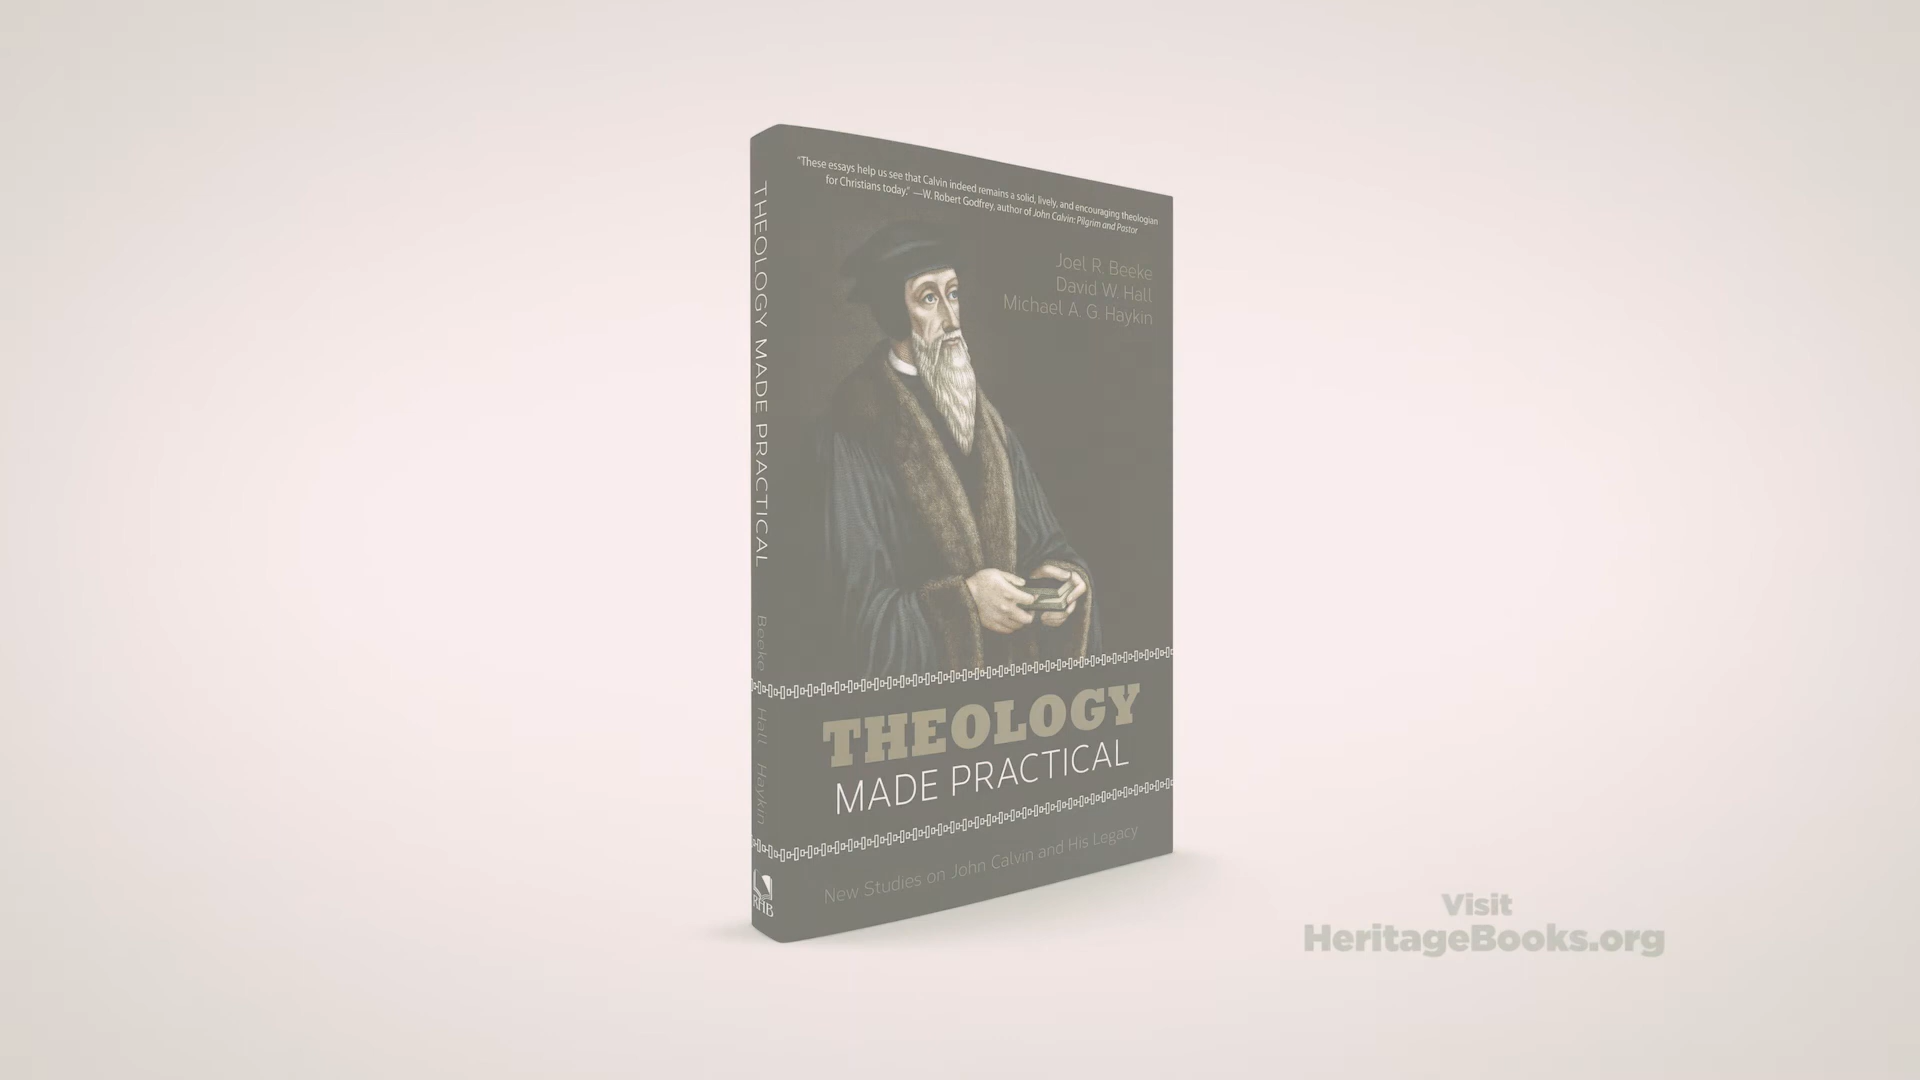 "These essays help us see that Calvin indeed remains a solid, lively, and encouraging theologian
for Christians today." —W. Robert Godfrey, author of John Calvin: Pilgrim and Pastor
Joel R. Beeke
David W. Hall
Michael A. G. Haykin
THEOLOGY
MADE PRACTICAL
New Studies on John Calvin and His Legacy
THEOLOGY MADE PRACTICAL
Beeke Hall Haykin
RHB
Visit
HeritageBooks.org